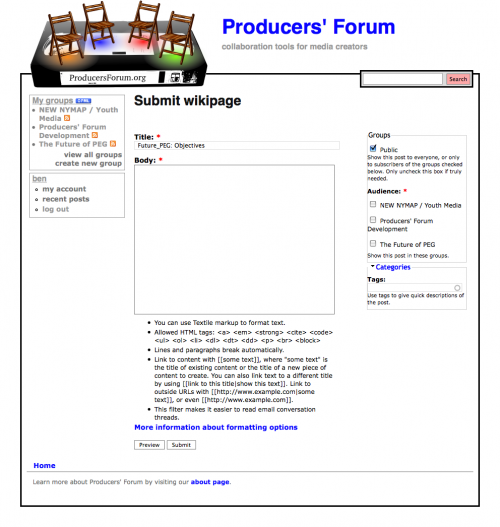 Producers' Forum
collaboration tools for media creators
ProducersForum.org
Search
My groups OPML
NEW NYMAP / Youth
Media
Producers' Forum
Development
The Future of PEG
view all groups
create new group
ben
my account
recent posts
log out
Submit wikipage
Title: *
Future_PEG: Objectives
Body: *
You can use Textile markup to format text.
Allowed HTML tags: <a> <em> <strong> <cite> <code>
<ul> <ol> <li> <dl> <dt> <dd> <p> <br> <block>
Lines and paragraphs break automatically.
Link to content with [[some text]], where "some text" is
the title of existing content or the title of a new piece of
content to create. You can also link text to a different title
by using [[link to this title|show this text]]. Link to
outside URLs with [[http://www.example.com|some
text]], or even [[http://www.example.com]].
This filter makes it easier to read email conversation
threads.
More information about formatting options
Preview Submit
Groups
Public
Show this post to everyone, or only
to subscribers of the groups checked
below. Only uncheck this box if truly
needed.
Audience: *
NEW NYMAP / Youth Media
Producers' Forum
Development
The Future of PEG
Show this post in these groups.
Categories
Tags:
Use tags to give quick descriptions of
the post.
Home
Learn more about Producers' Forum by visiting our about page.